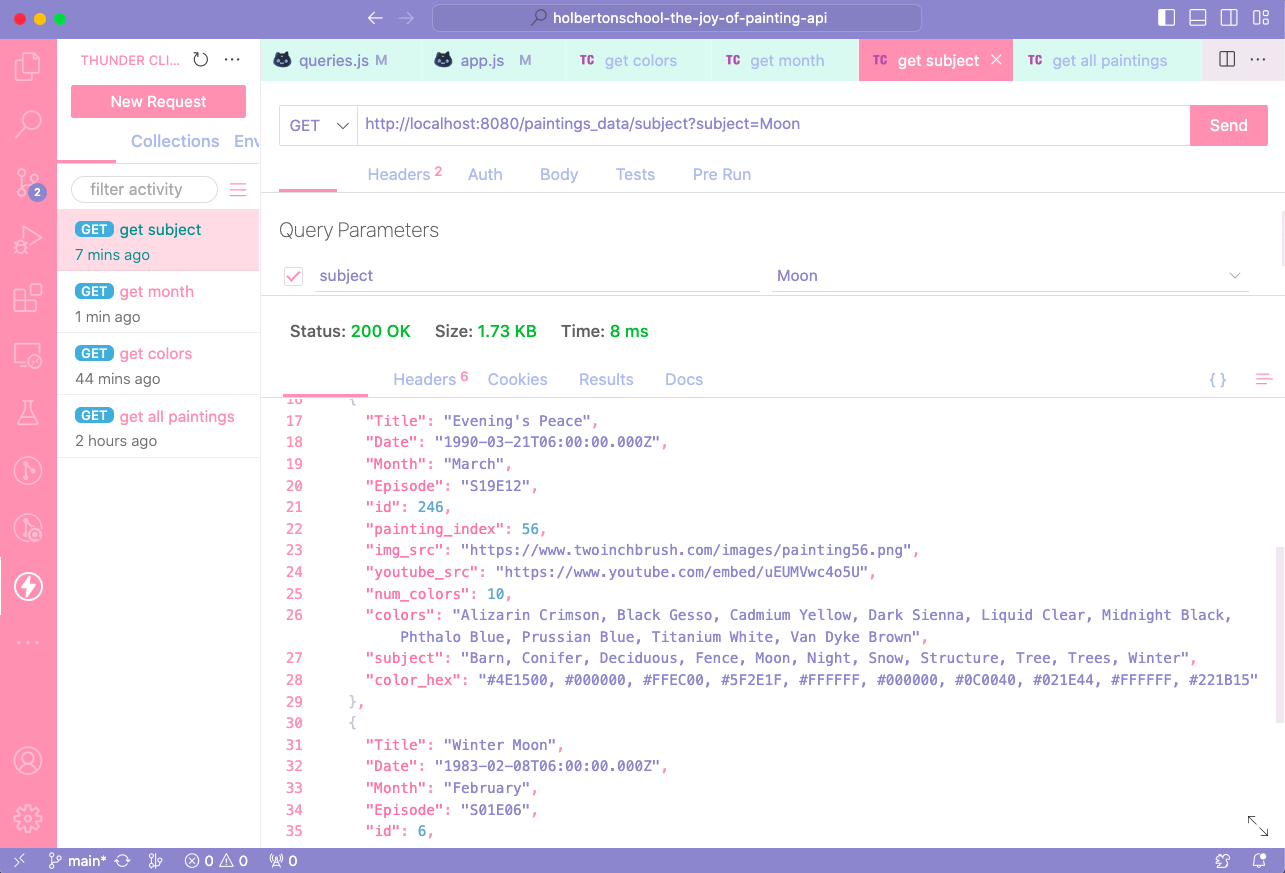 holbertonschool-the-joy-of-painting-api
THUNDER CLI...
New Request
Collections Env
filter activity
2
GET get subject
7 mins ago
GET get month
1 min ago
GET get colors
44 mins ago
GET get all paintings
2 hours ago
queries.js M
app.js M
TC get colors
TC get month
TC get subject
TC get all paintings
GET http://localhost:8080/paintings_data/subject?subject=Moon Send
Headers 2 Auth Body Tests Pre Run
Query Parameters
subject Moon
Status: 200 OK Size: 1.73 KB Time: 8 ms
Headers 6 Cookies Results Docs { }
16 {
17 "Title": "Evening's Peace",
18 "Date": "1990-03-21T06:00:00.000Z",
19 "Month": "March",
20 "Episode": "S19E12",
21 "id": 246,
22 "painting_index": 56,
23 "img_src": "https://www.twoinchbrush.com/images/painting56.png",
24 "youtube_src": "https://www.youtube.com/embed/uEUMVwc4o5U",
25 "num_colors": 10,
26 "colors": "Alizarin Crimson, Black Gesso, Cadmium Yellow, Dark Sienna, Liquid Clear, Midnight Black,
Phthalo Blue, Prussian Blue, Titanium White, Van Dyke Brown",
27 "subject": "Barn, Conifer, Deciduous, Fence, Moon, Night, Snow, Structure, Tree, Trees, Winter",
28 "color_hex": "#4E1500, #000000, #FFEC00, #5F2E1F, #FFFFFF, #000000, #0C0040, #021E44, #FFFFFF, #221B15"
29 },
30 {
31 "Title": "Winter Moon",
32 "Date": "1983-02-08T06:00:00.000Z",
33 "Month": "February",
34 "Episode": "S01E06",
35 "id": 6,
main* 0 0 0